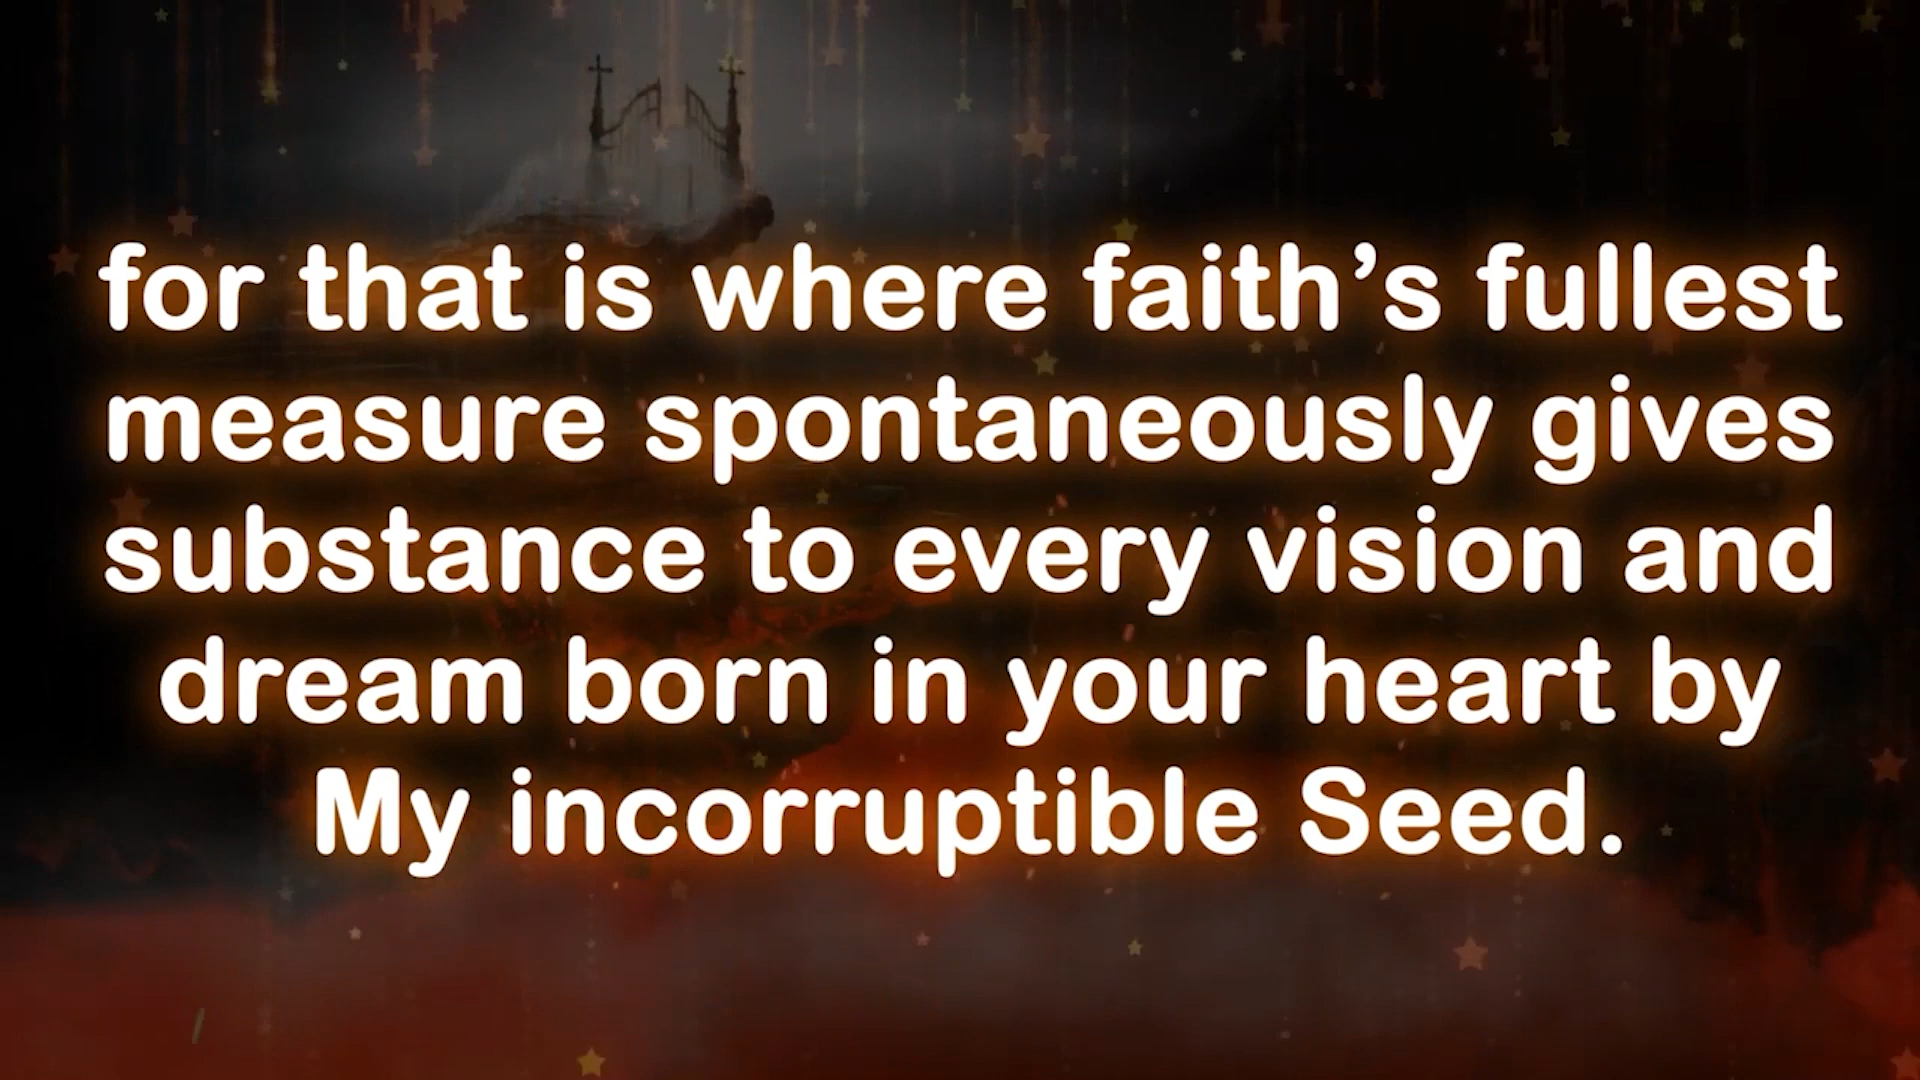 for that is where faith’s fullest
measure spontaneously gives
substance to every vision and
dream born in your heart by
My incorruptible Seed.